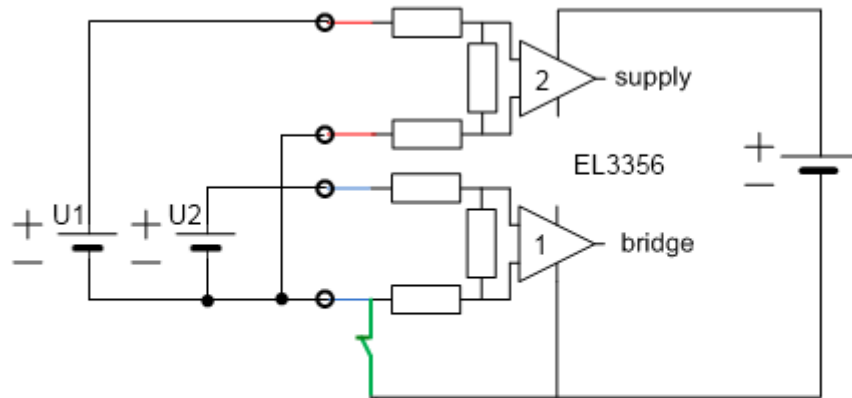 2 supply
EL3356
+ U1 + U2 +
− − −
1 bridge